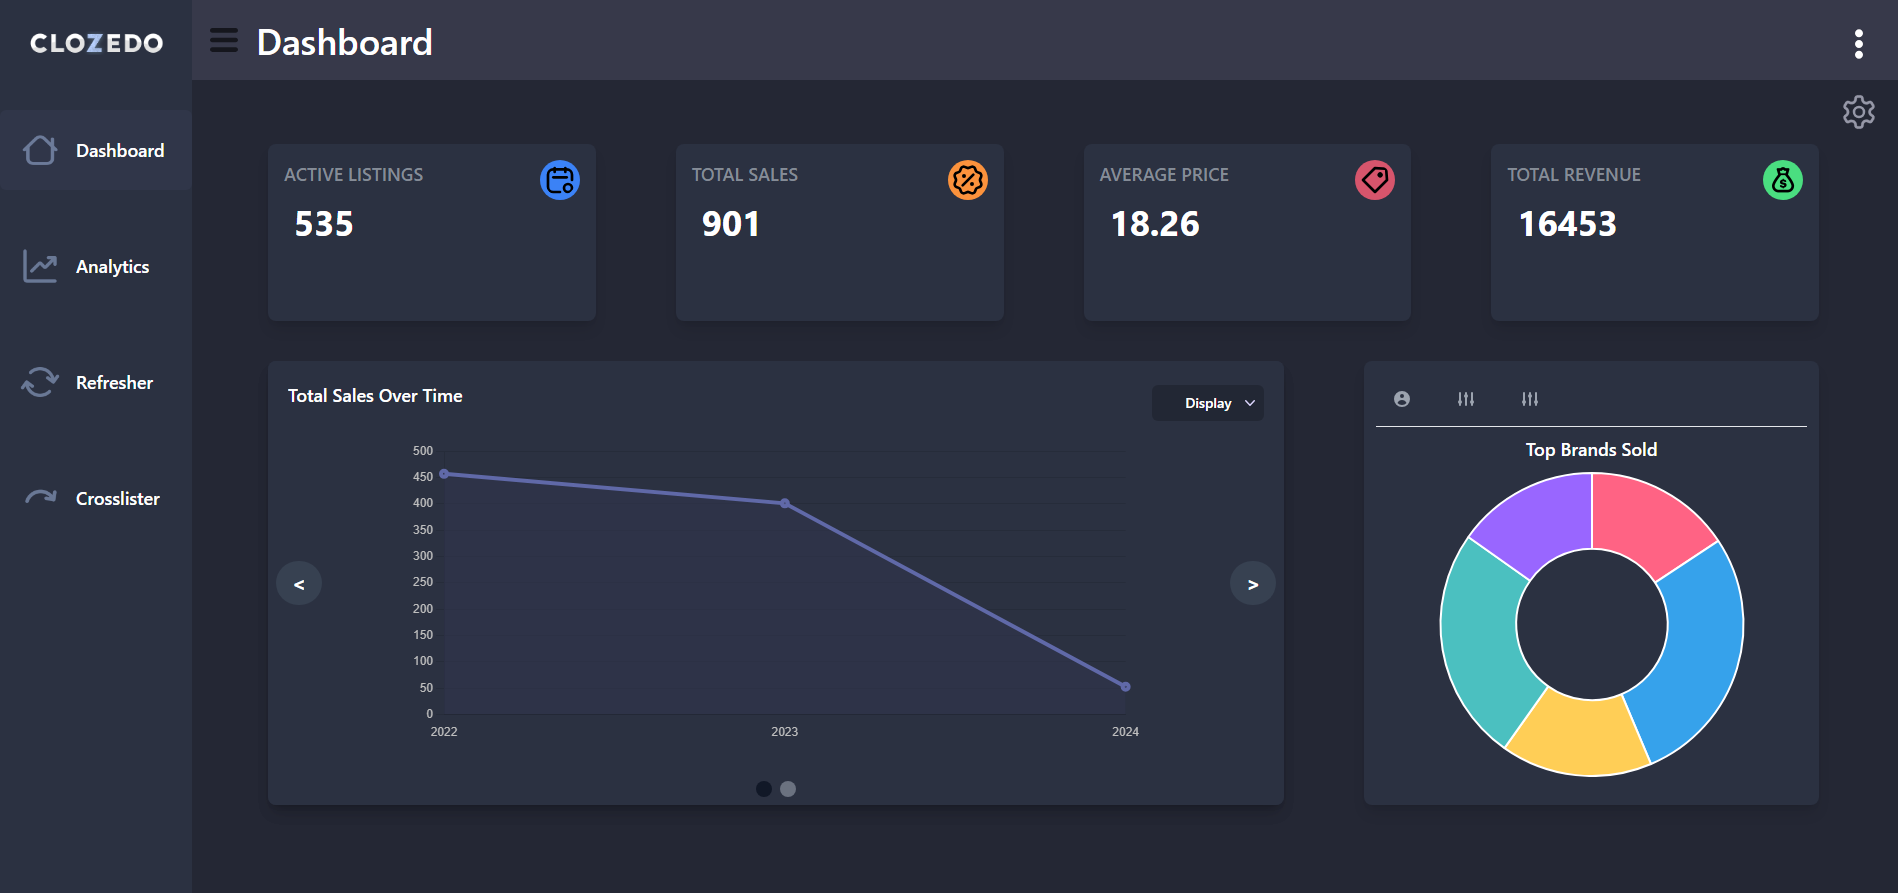 CLOZEDO
Dashboard
Dashboard
Analytics
Refresher
Crosslister
ACTIVE LISTINGS
535
TOTAL SALES
901
AVERAGE PRICE
18.26
TOTAL REVENUE
$
16453
Total Sales Over Time
Display
500
450
400
350
300
250
200
150
100
50
0
2022
2023
2024
<
>
Top Brands Sold